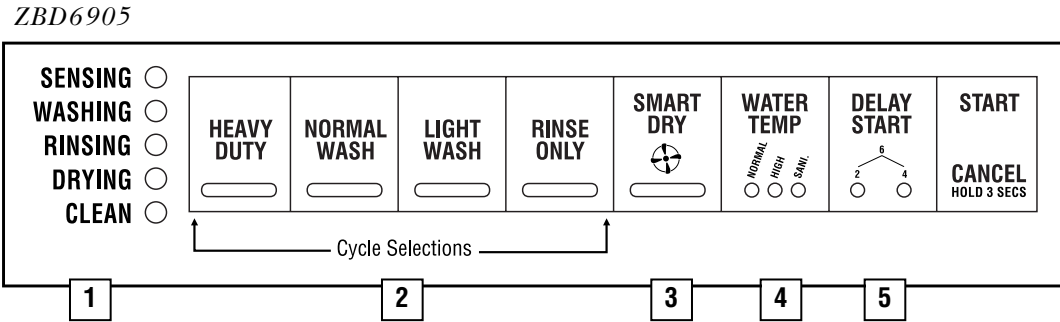 ZBD6905
SENSING
WASHING
RINSING
DRYING
CLEAN
HEAVY
DUTY
NORMAL
WASH
LIGHT
WASH
RINSE
ONLY
SMART
DRY
WATER
TEMP
NORMAL
HIGH
SANI.
DELAY
START
6
2 4
START
CANCEL
HOLD 3 SECS
Cycle Selections
1 2 3 4 5